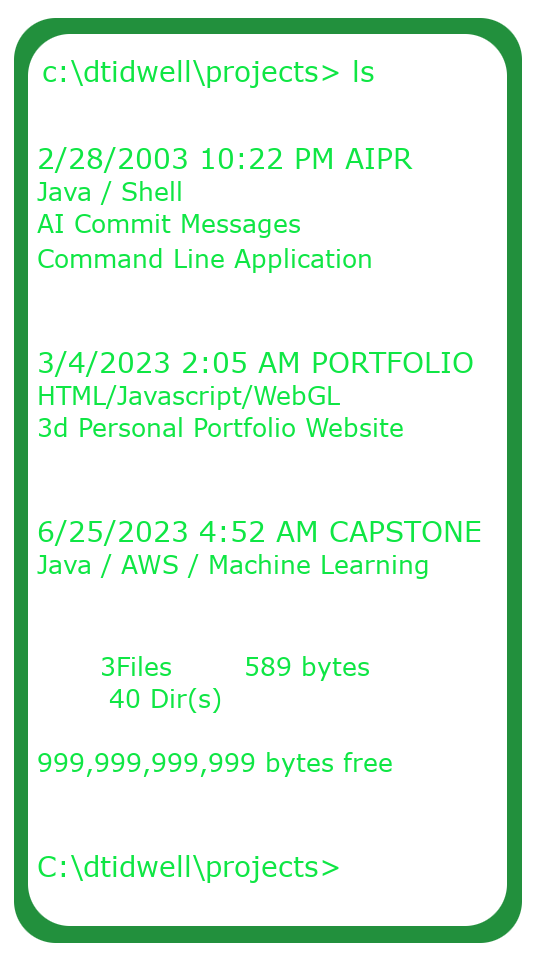 c:\dtidwell\projects> ls
2/28/2003 10:22 PM AIPR
Java / Shell
AI Commit Messages
Command Line Application
3/4/2023 2:05 AM PORTFOLIO
HTML/Javascript/WebGL
3d Personal Portfolio Website
6/25/2023 4:52 AM CAPSTONE
Java / AWS / Machine Learning
3Files 589 bytes
40 Dir(s)
999,999,999,999 bytes free
C:\dtidwell\projects>